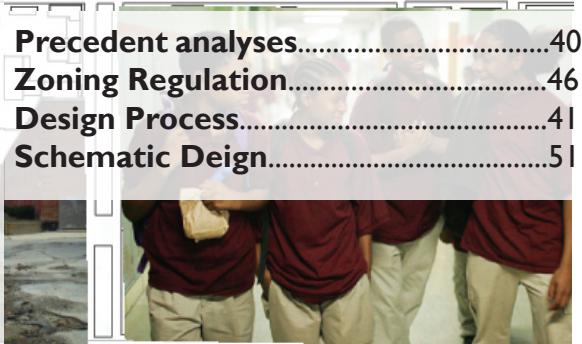 Precedent analyses................................40
Zoning Regulation.................................46
Design Process.......................................41
Schematic Deign...................................51